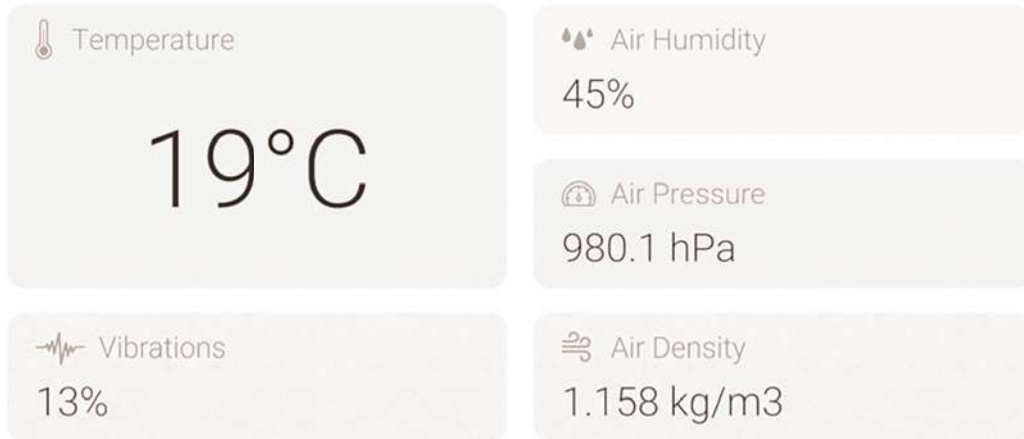 Temperature
19°C
Air Humidity
45%
Air Pressure
980.1 hPa
Vibrations
13%
Air Density
1.158 kg/m3